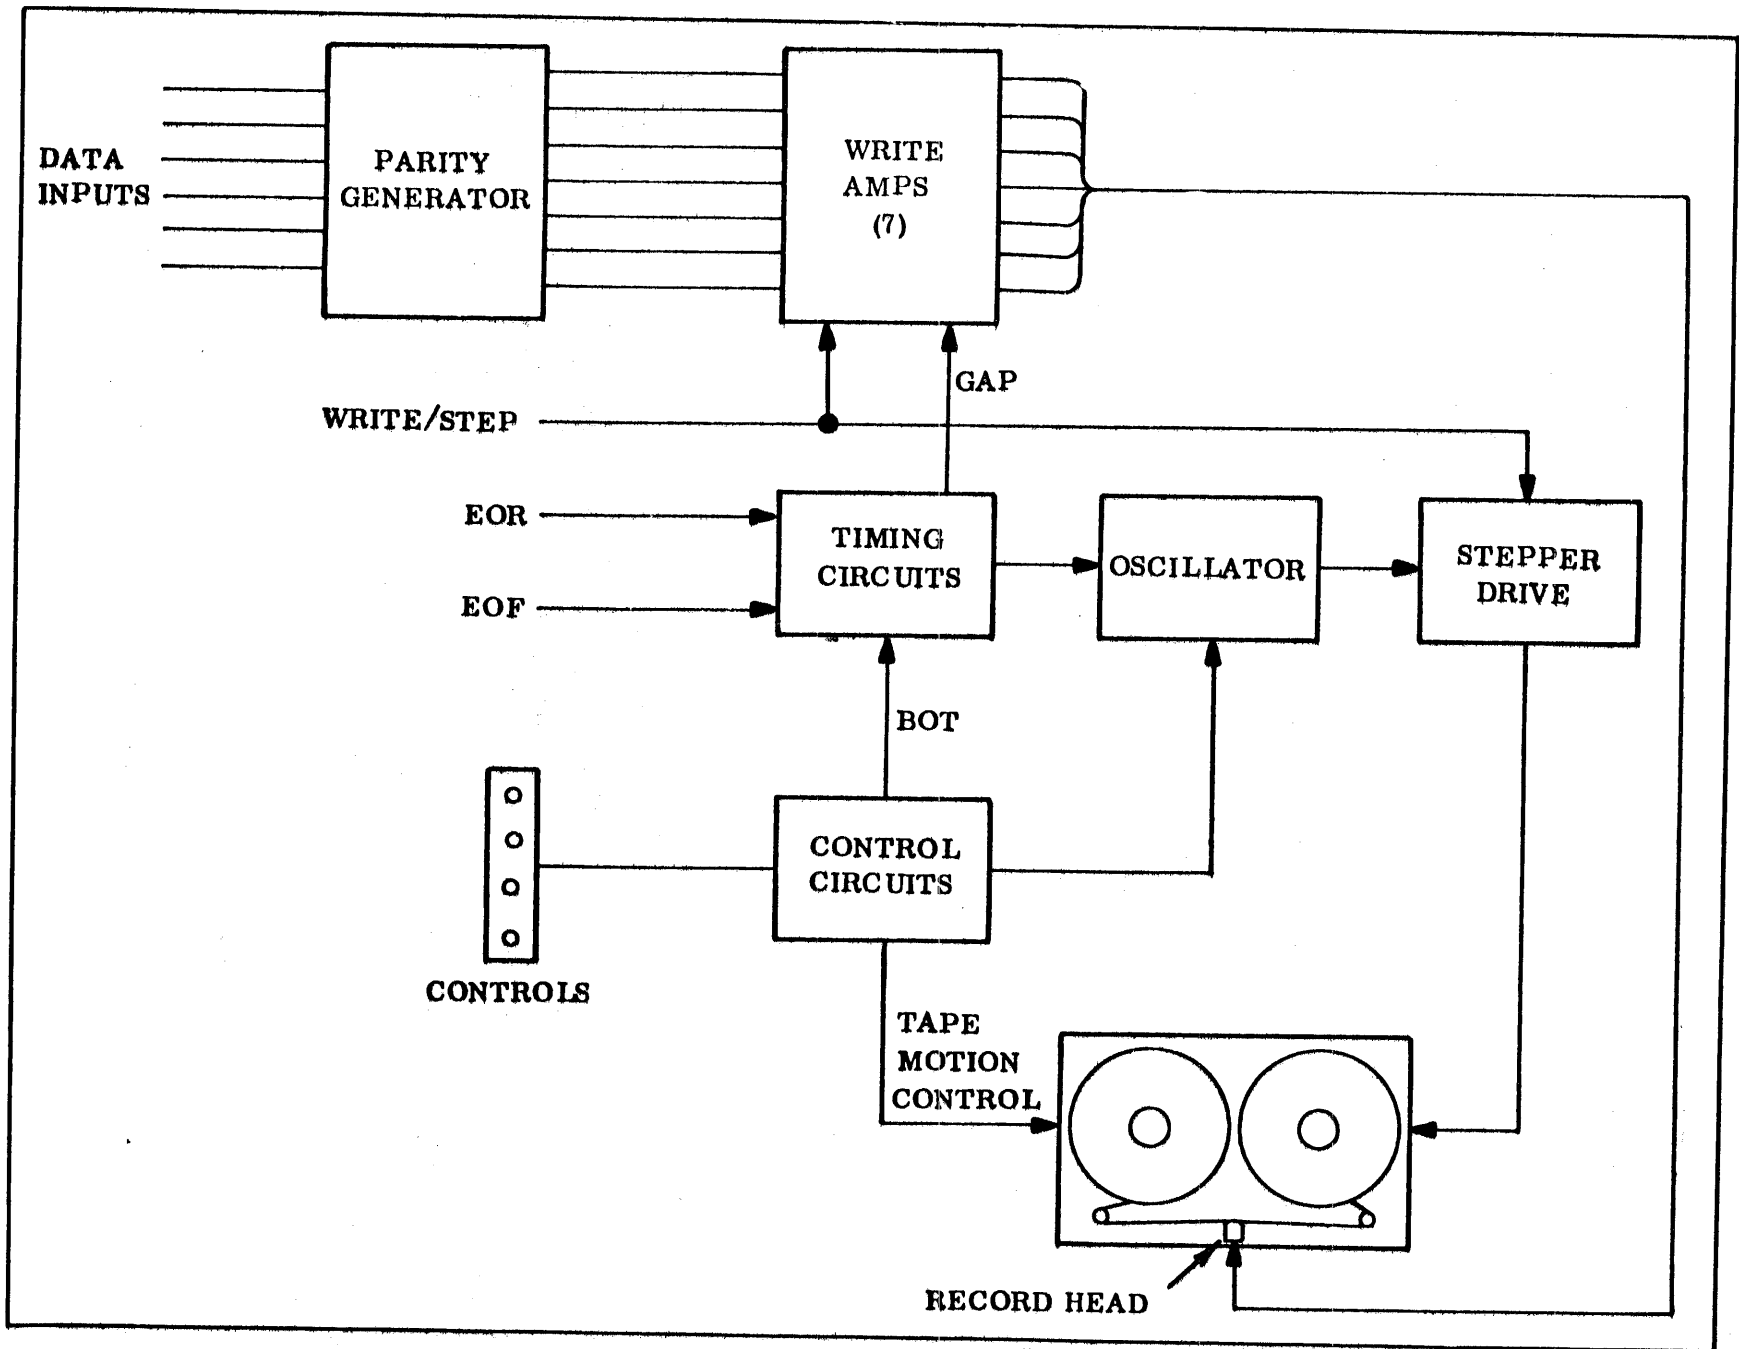 DATA
INPUTS
PARITY
GENERATOR
WRITE
AMPS
(7)
GAP
WRITE/STEP
EOR
EOF
TIMING
CIRCUITS
OSCILLATOR
STEPPER
DRIVE
BOT
CONTROL
CIRCUITS
CONTROLS
TAPE
MOTION
CONTROL
RECORD HEAD